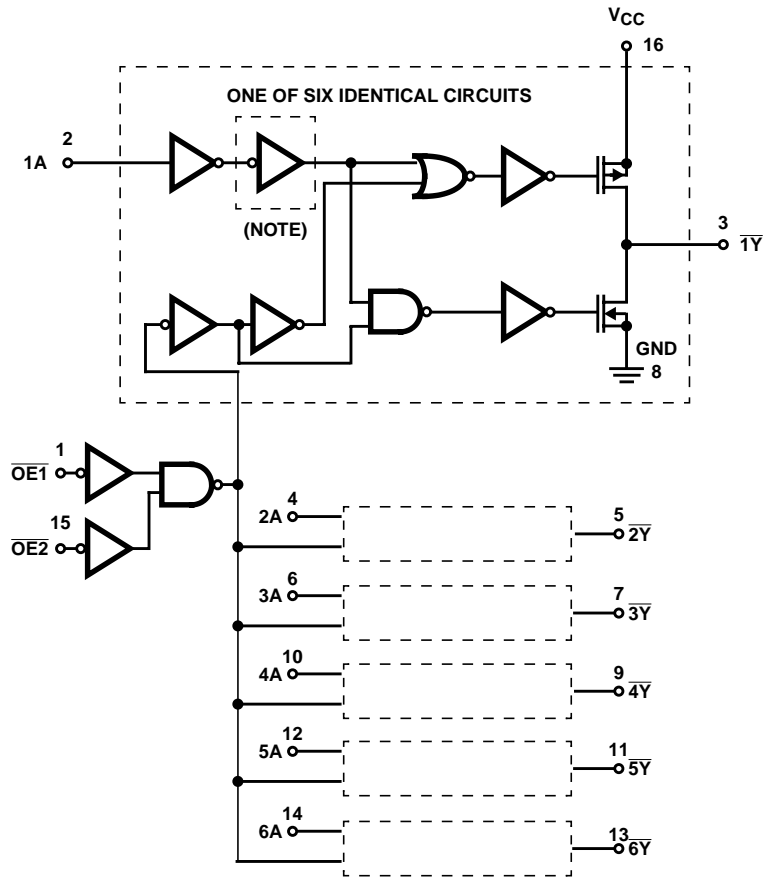 VCC
16
ONE OF SIX IDENTICAL CIRCUITS
2
1A
(NOTE)
3
1Y
GND
8
1
OE1
15
OE2
4
2A
5
2Y
6
3A
7
3Y
10
4A
9
4Y
12
5A
11
5Y
14
6A
13
6Y